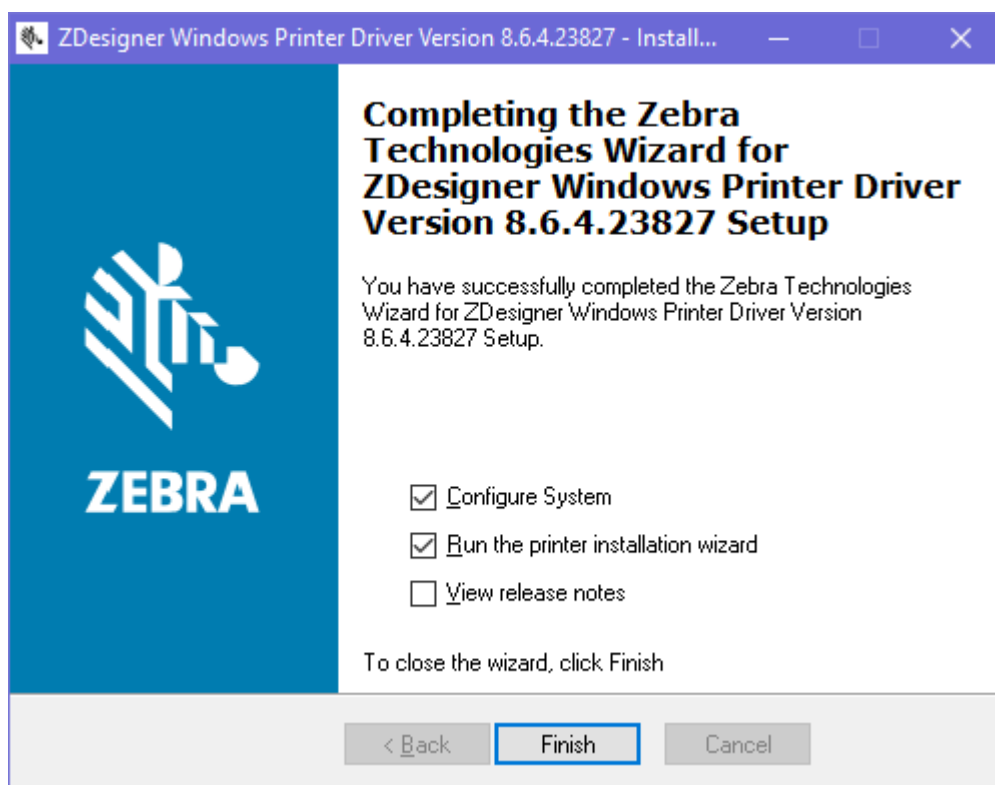 ZDesigner Windows Printer Driver Version 8.6.4.23827 - Install...
Completing the Zebra
Technologies Wizard for
ZDesigner Windows Printer Driver
Version 8.6.4.23827 Setup
You have successfully completed the Zebra Technologies
Wizard for ZDesigner Windows Printer Driver Version
8.6.4.23827 Setup.
ZEBRA
Configure System
Run the printer installation wizard
View release notes
To close the wizard, click Finish
< Back
Finish
Cancel